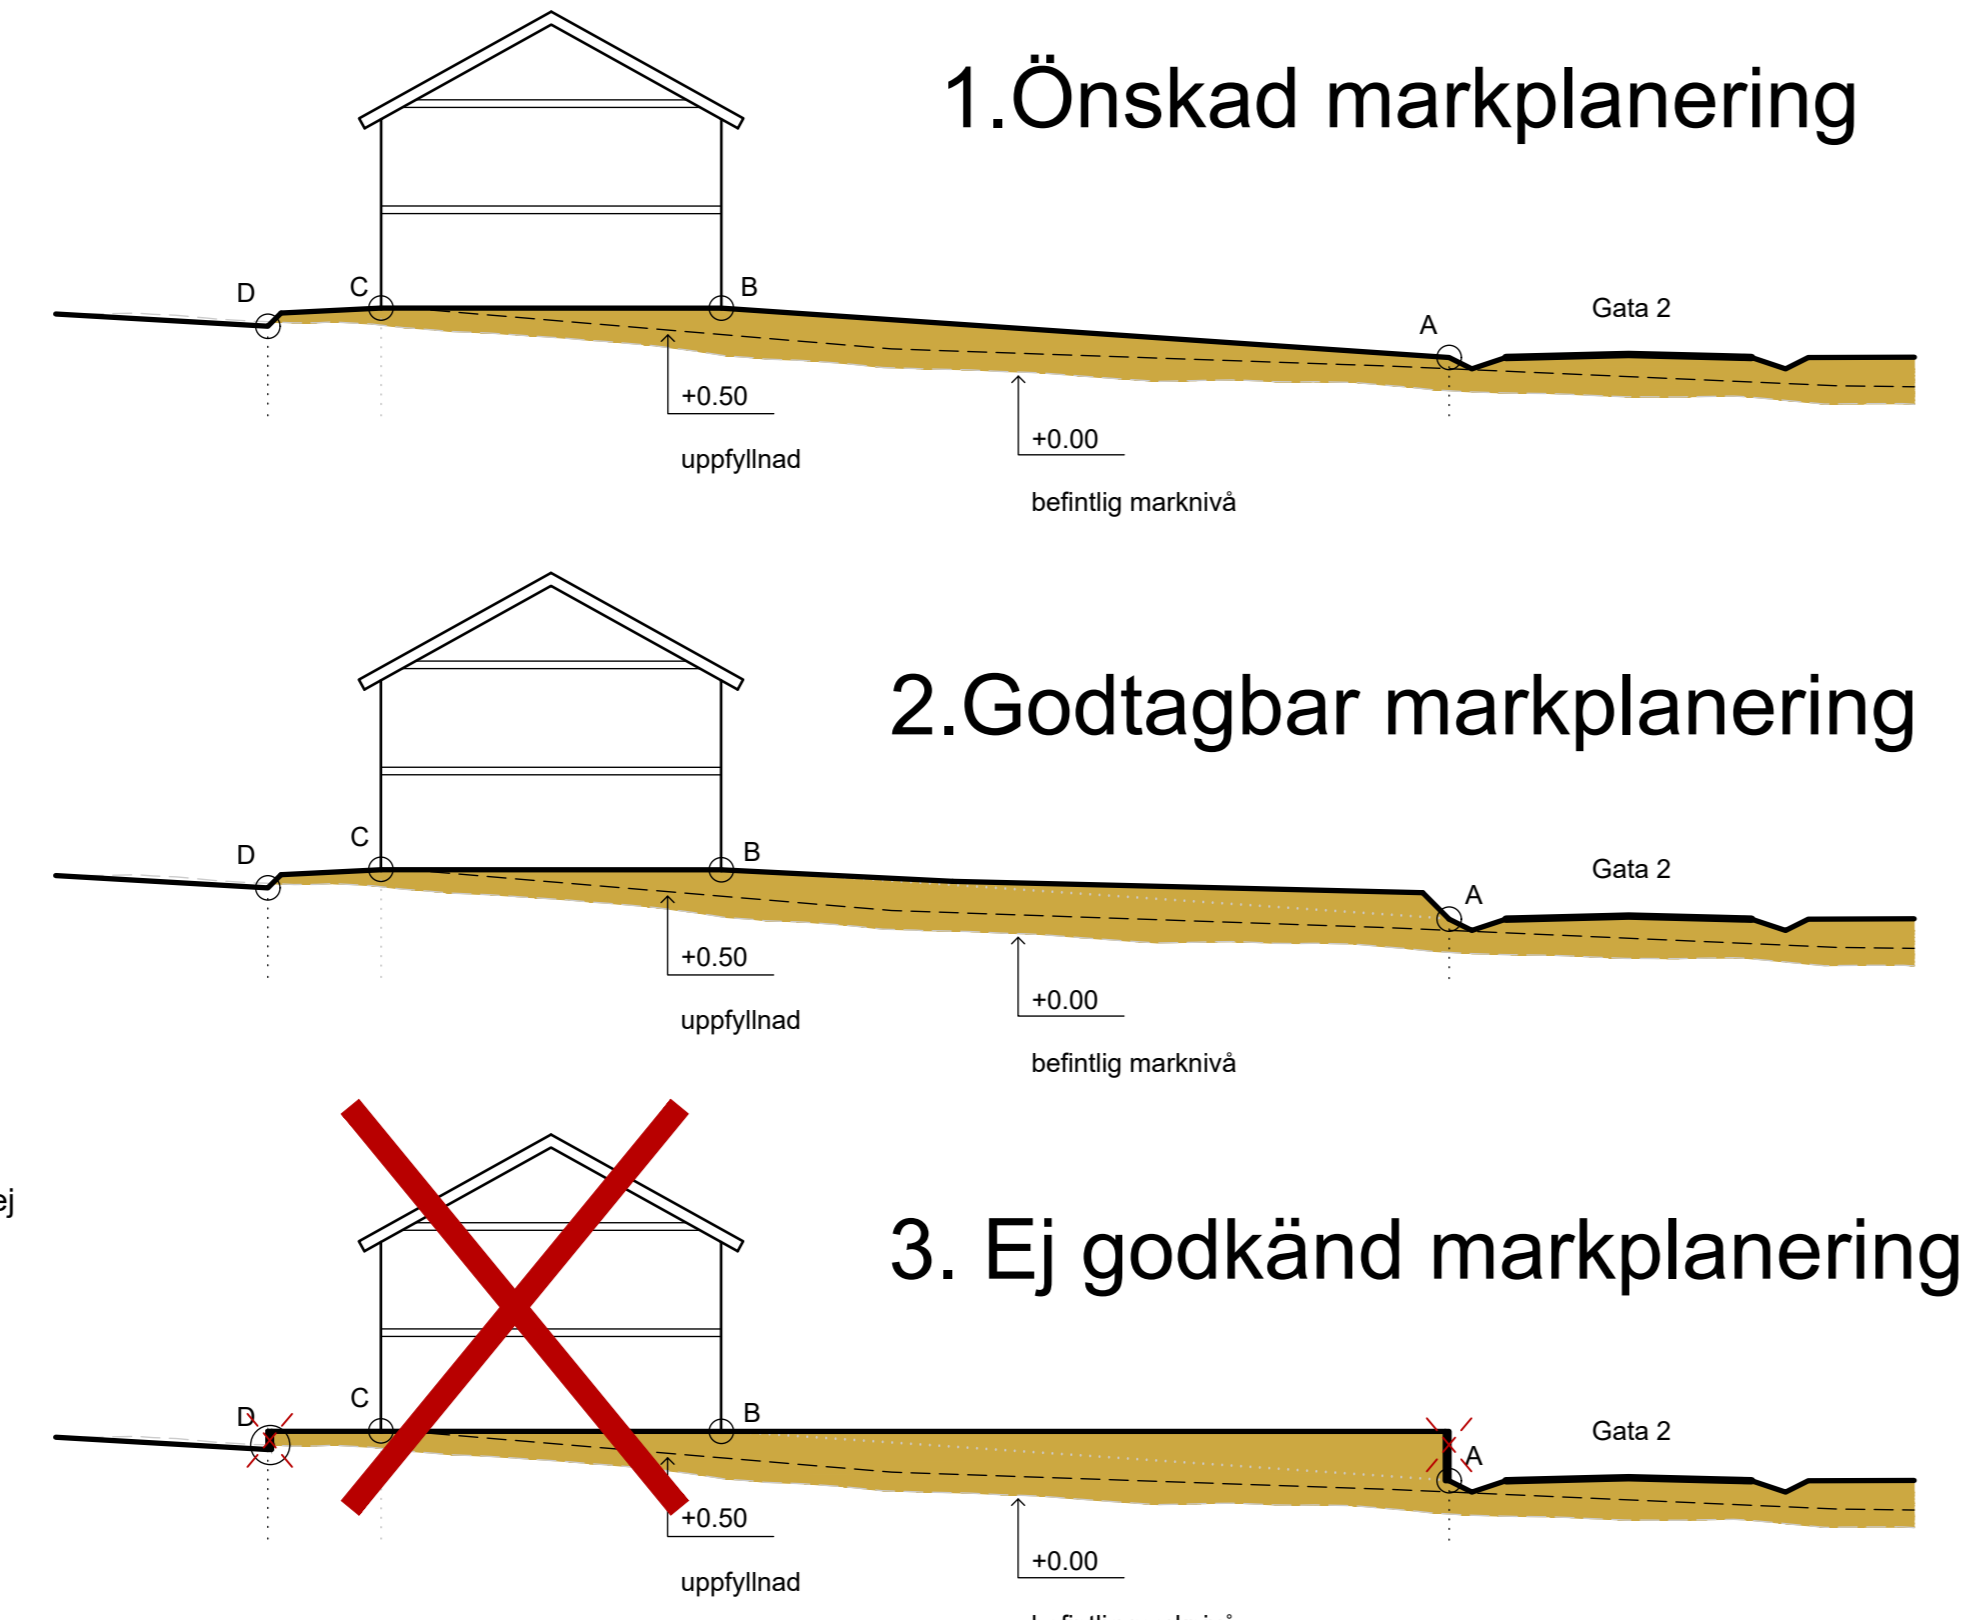 1.Önskad markplanering
D
C
B
A
Gata 2
+0.50
uppfyllnad
+0.00
befintlig marknivå
2.Godtagbar markplanering
D
C
B
A
Gata 2
+0.50
uppfyllnad
+0.00
befintlig marknivå
ej
3. Ej godkänd markplanering
D
C
B
A
Gata 2
+0.50
uppfyllnad
+0.00